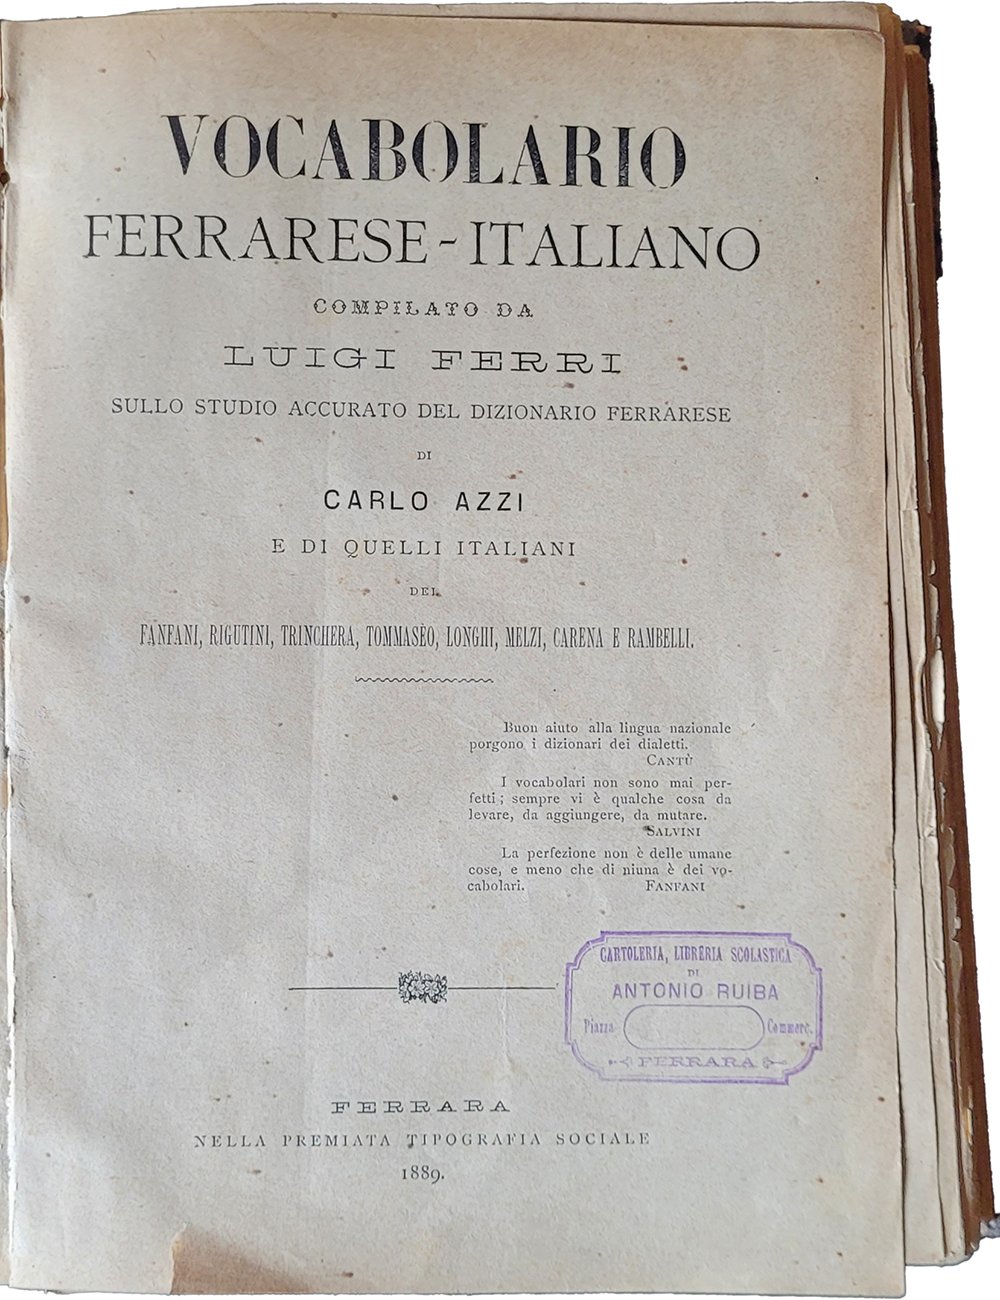 VOCABOLARIO
FERRARESE-ITALIANO
COMPILATO DA
LUIGI FERRI
SULLO STUDIO ACCURATO DEL DIZIONARIO FERRARESE
DI
CARLO AZZI
E DI QUELLI ITALIANI
DEL
FANFANI, RIGUTINI, TRINCHERA, TOMMASÈO, LONGHI, MELZI, CARENA E RAMBELLI.
Buon aiuto alla lingua nazionale
porgono i dizionari dei dialetti.
CANTÙ
I vocabolari non sono mai per-
fetti; sempre vi è qualche cosa da
levare, da aggiungere, da mutare.
SALVINI
La perfezione non è delle umane
cose, e meno che di niuna è dei vo-
cabolari. FANFANI
CARTOLERIA, LIBRERIA SCOLASTICA
DI
ANTONIO RUIBA
Piazza Commerc.
FERRARA
FERRARA
NELLA PREMIATA TIPOGRAFIA SOCIALE
1889.